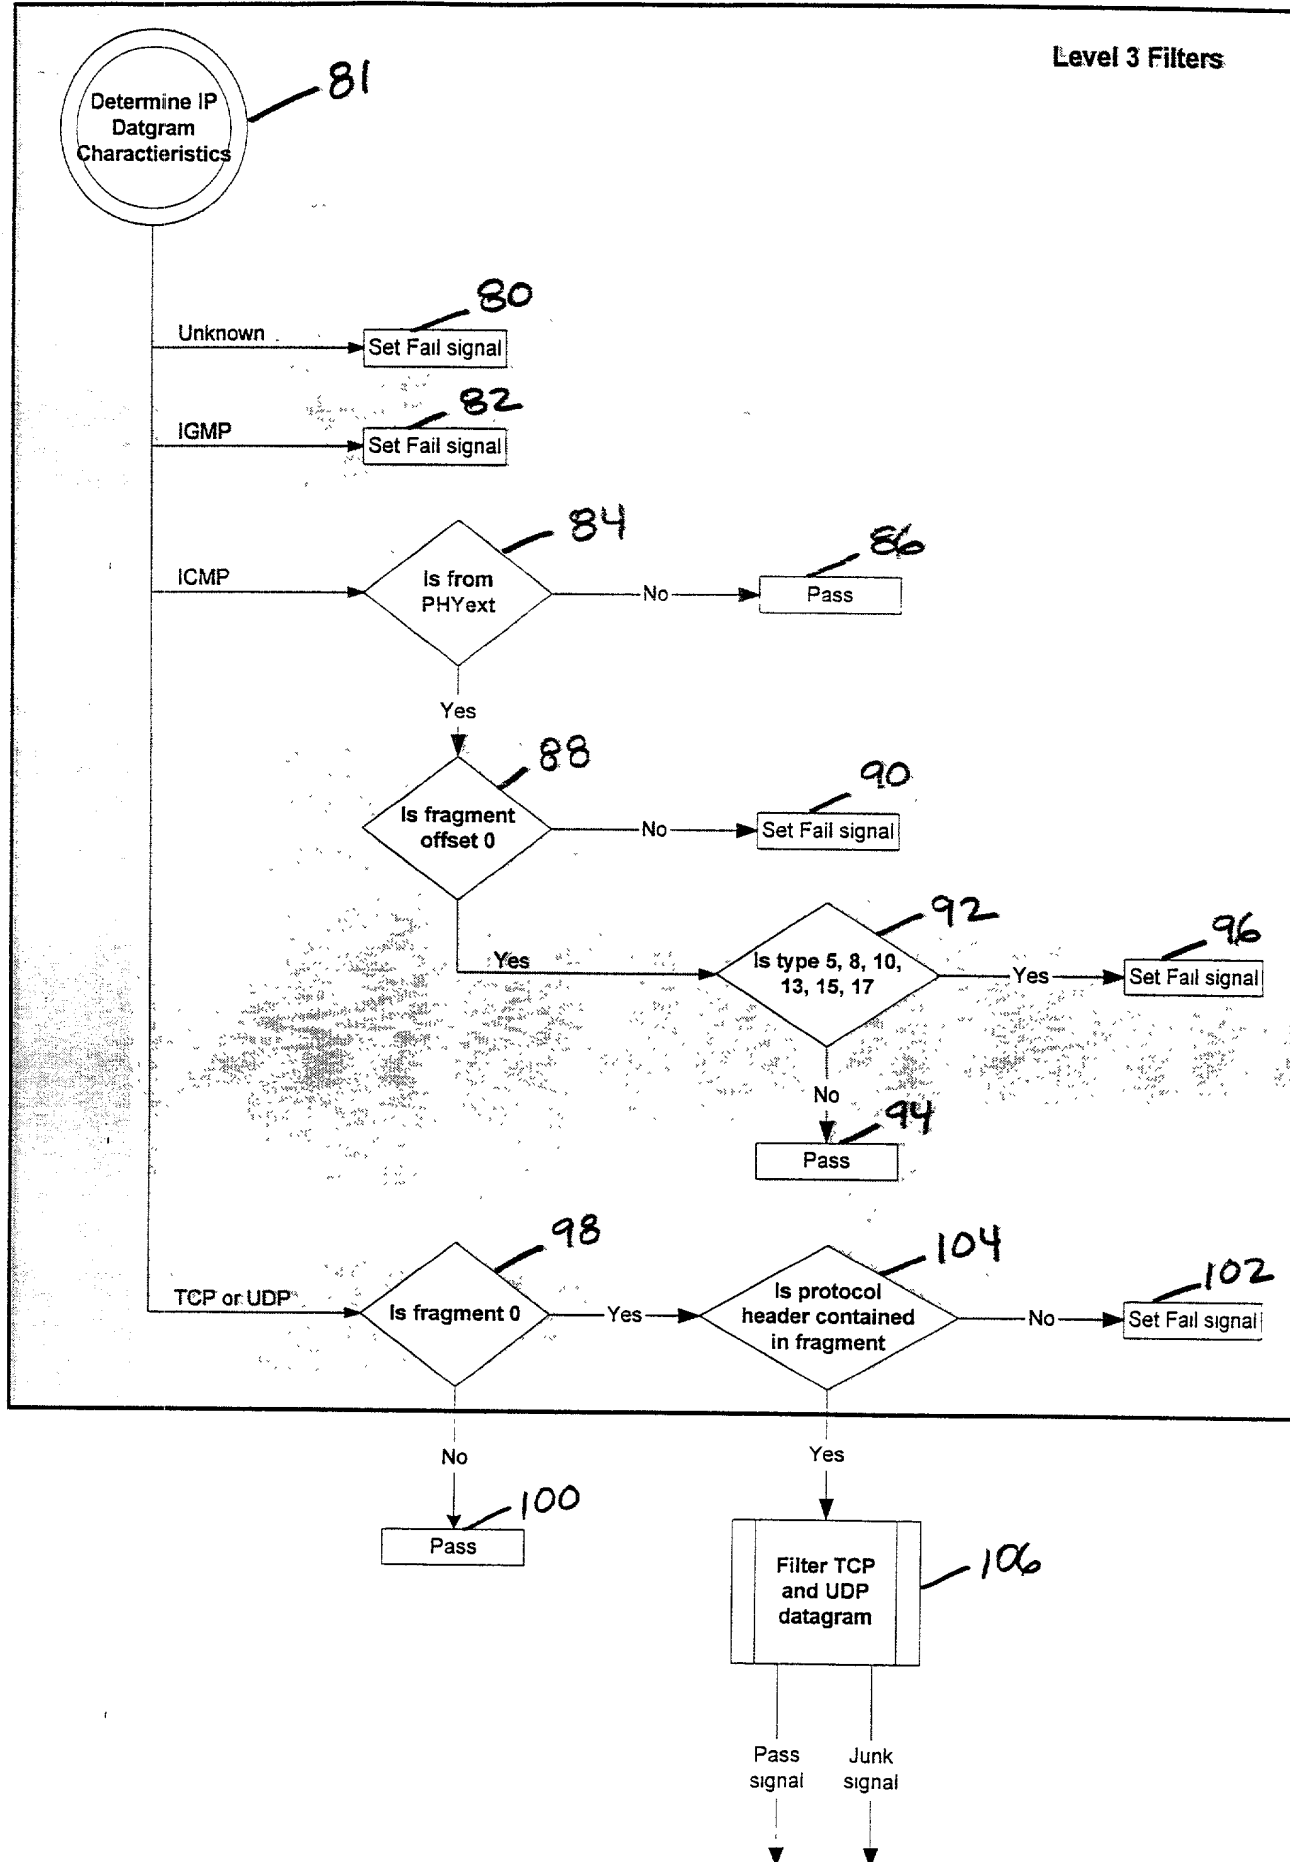 Level 3 Filters
81
Determine IP
Datgram
Charactieristics
80
Unknown
Set Fail signal
82
IGMP
Set Fail signal
84
86
ICMP
Is from
PHYext
No
Pass
Yes
88
90
Is fragment
offset 0
No
Set Fail signal
92
96
Yes
Is type 5, 8, 10,
13, 15, 17
Yes
Set Fail signal
No
94
Pass
98
104
102
TCP or UDP
Is fragment 0
Yes
Is protocol
header contained
in fragment
No
Set Fail signal
No
Yes
100
Pass
106
Filter TCP
and UDP
datagram
Pass
signal
Junk
signal